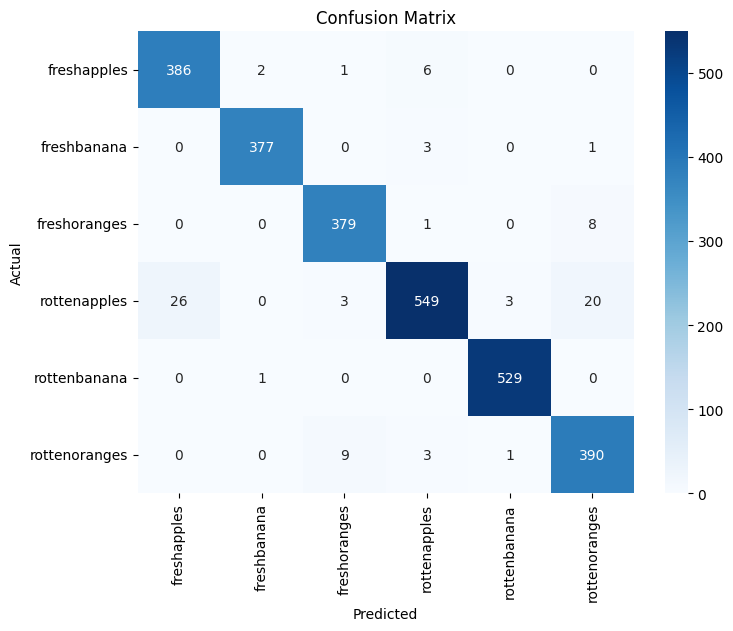 Confusion Matrix
freshapples 386 2 1 6 0 0
freshbanana 0 377 0 3 0 1
freshoranges 0 0 379 1 0 8
rottenapples 26 0 3 549 3 20
rottenbanana 0 1 0 0 529 0
rottenoranges 0 0 9 3 1 390
Actual
freshapples
freshbanana
freshoranges
rottenapples
rottenbanana
rottenoranges
Predicted
500
400
300
200
100
0